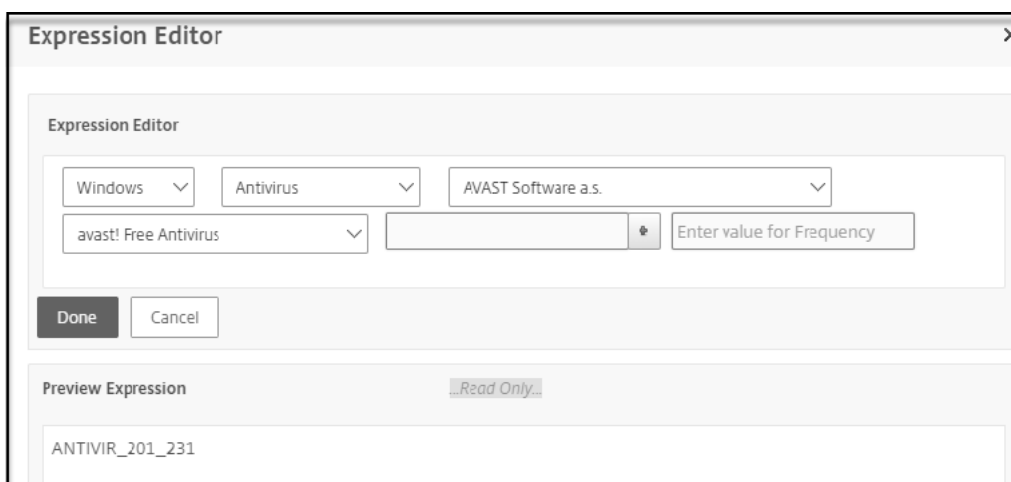 Expression Editor
Expression Editor
Windows Antivirus AVAST Software a.s.
avast! Free Antivirus Enter value for Frequency
Done Cancel
Preview Expression ...Read Only...
ANTIVIR_201_231